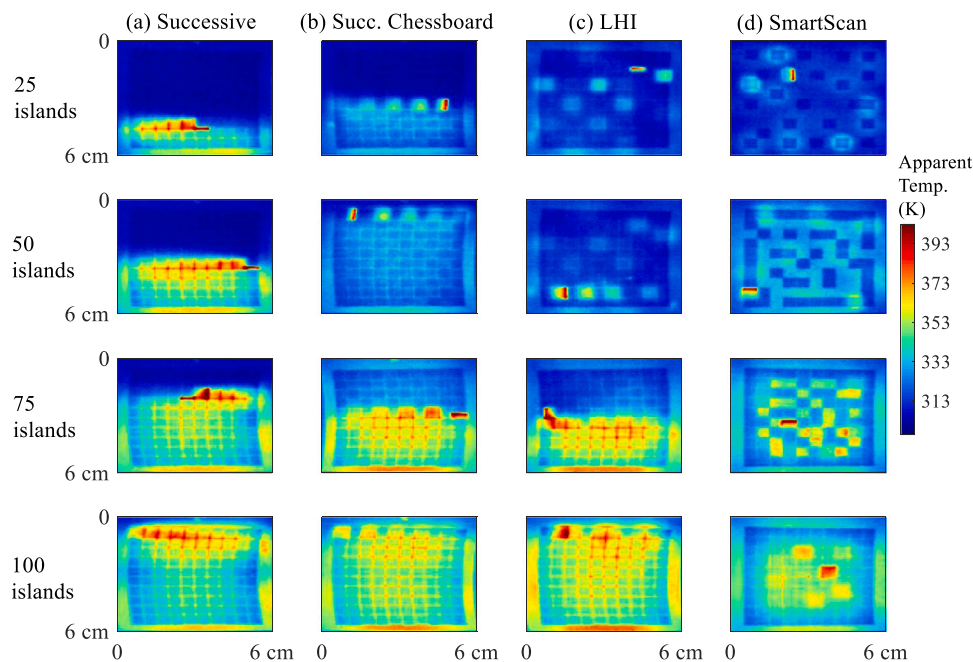 (a) Successive (b) Succ. Chessboard (c) LHI (d) SmartScan
0
25
islands
6 cm
Apparent
Temp.
(K)
0
50
islands
6 cm
393
373
353
333
313
0
75
islands
6 cm
0
100
islands
6 cm
0 6 cm 0 6 cm 0 6 cm 0 6 cm